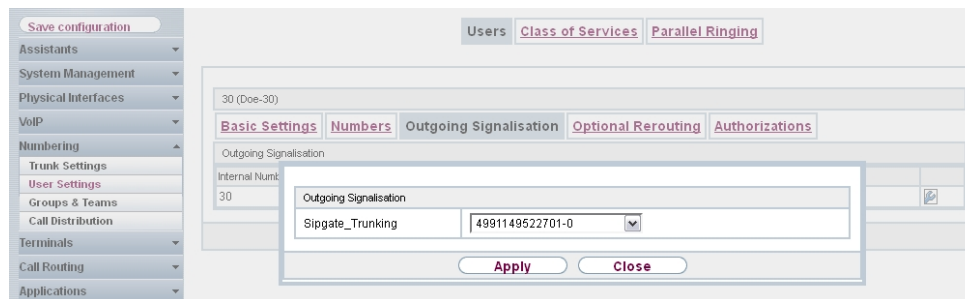 Save configuration
Assistants
System Management
Physical Interfaces
VoIP
Numbering
Trunk Settings
User Settings
Groups & Teams
Call Distribution
Terminals
Call Routing
Applications
Users Class of Services Parallel Ringing
30 (Doe-30)
Basic Settings Numbers Outgoing Signalisation Optional Rerouting Authorizations
Outgoing Signalisation
Internal Numb
30
Outgoing Signalisation
Sipgate_Trunking 4991149522701-0
Apply Close